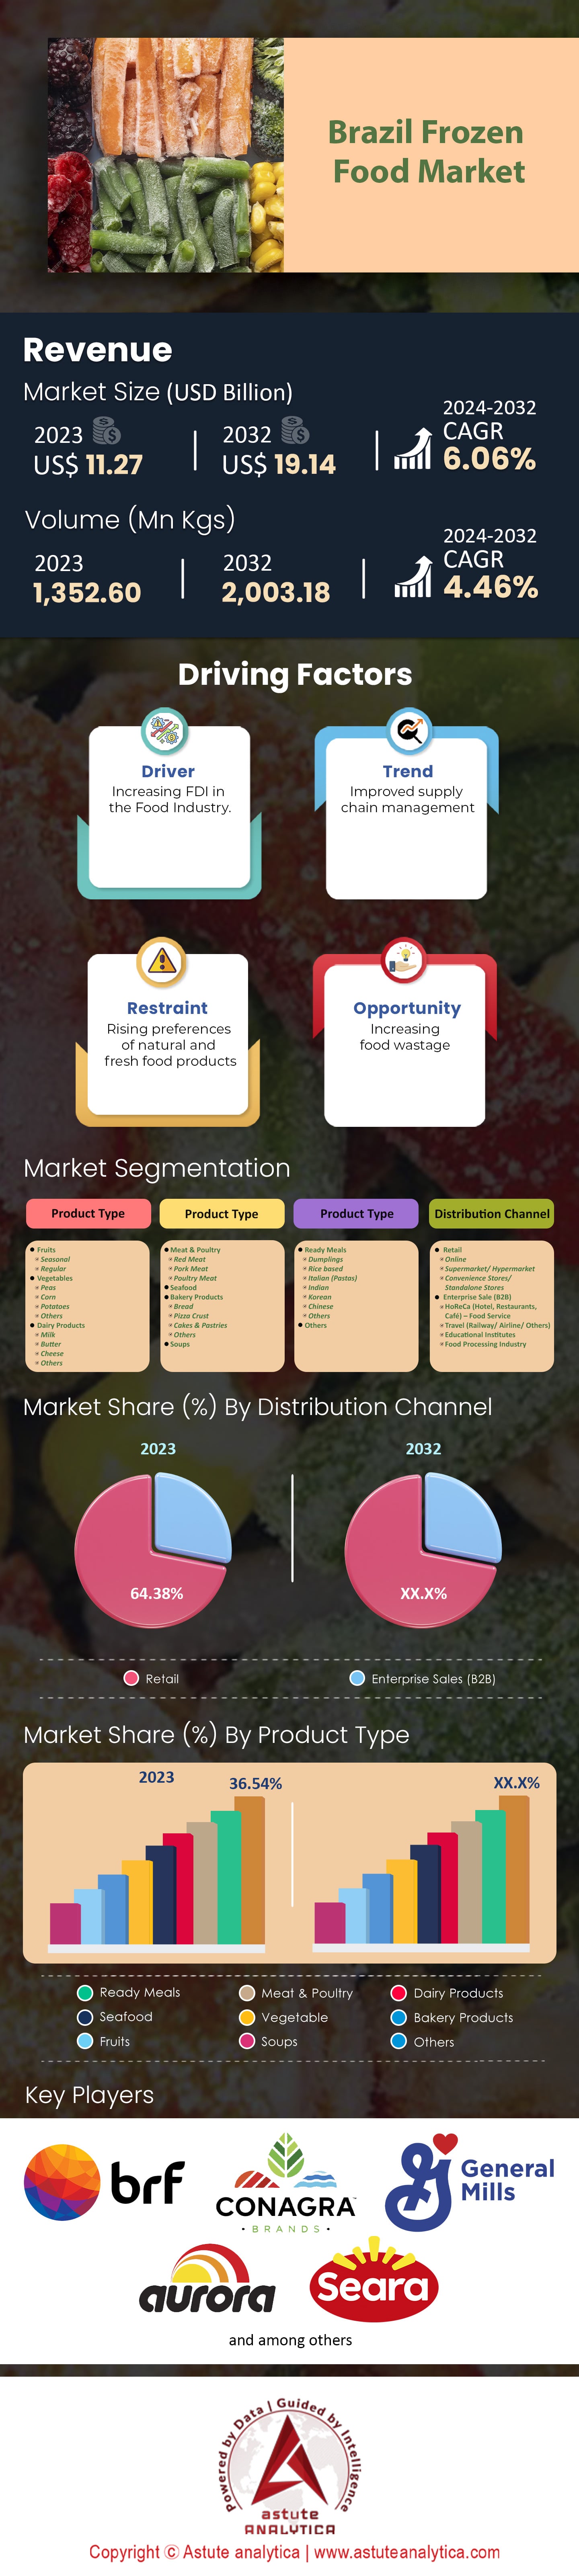 Brazil Frozen
Food Market
Revenue
Market Size (USD Billion)
2023
US$ 11.27
2032
US$ 19.14
2024-2032
CAGR
6.06%
Volume (Mn Kgs)
2023
1,352.60
2032
2,003.18
2024-2032
CAGR
4.46%
Driving Factors
Driver
Increasing FDI in
the Food Industry.
Trend
Improved supply
chain management
Restraint
Rising preferences
of natural and
fresh food products
Opportunity
Increasing
food wastage
Market Segmentation
Product Type
Fruits
Seasonal
Regular
Vegetables
Peas
Corn
Potatoes
Others
Dairy Products
Milk
Butter
Cheese
Others
Product Type
Meat & Poultry
Red Meat
Pork Meat
Poultry Meat
Seafood
Bakery Products
Bread
Pizza Crust
Cakes & Pastries
Others
Soups
Product Type
Ready Meals
Dumplings
Rice based
Italian (Pastas)
Indian
Korean
Chinese
Others
Others
Distribution Channel
Retail
Online
Supermarket/ Hypermarket
Convenience Stores/
Standalone Stores
Enterprise Sale (B2B)
HoReCa (Hotel, Restaurants,
Café) – Food Service
Travel (Railway/ Airline/ Others)
Educational Institutes
Food Processing Industry
Market Share (%) By Distribution Channel
2023
64.38%
2032
XX.X%
Retail
Enterprise Sales (B2B)
Market Share (%) By Product Type
2023
36.54%
XX.X%
Ready Meals
Meat & Poultry
Dairy Products
Seafood
Vegetable
Bakery Products
Fruits
Soups
Others
Key Players
brf
CONAGRA
BRANDS
General
Mills
aurora
Seara
and among others
Powered by Data | Guided by Intelligence
astute
ANALYTICA
Copyright © Astute analytica | www.astuteanalytica.com